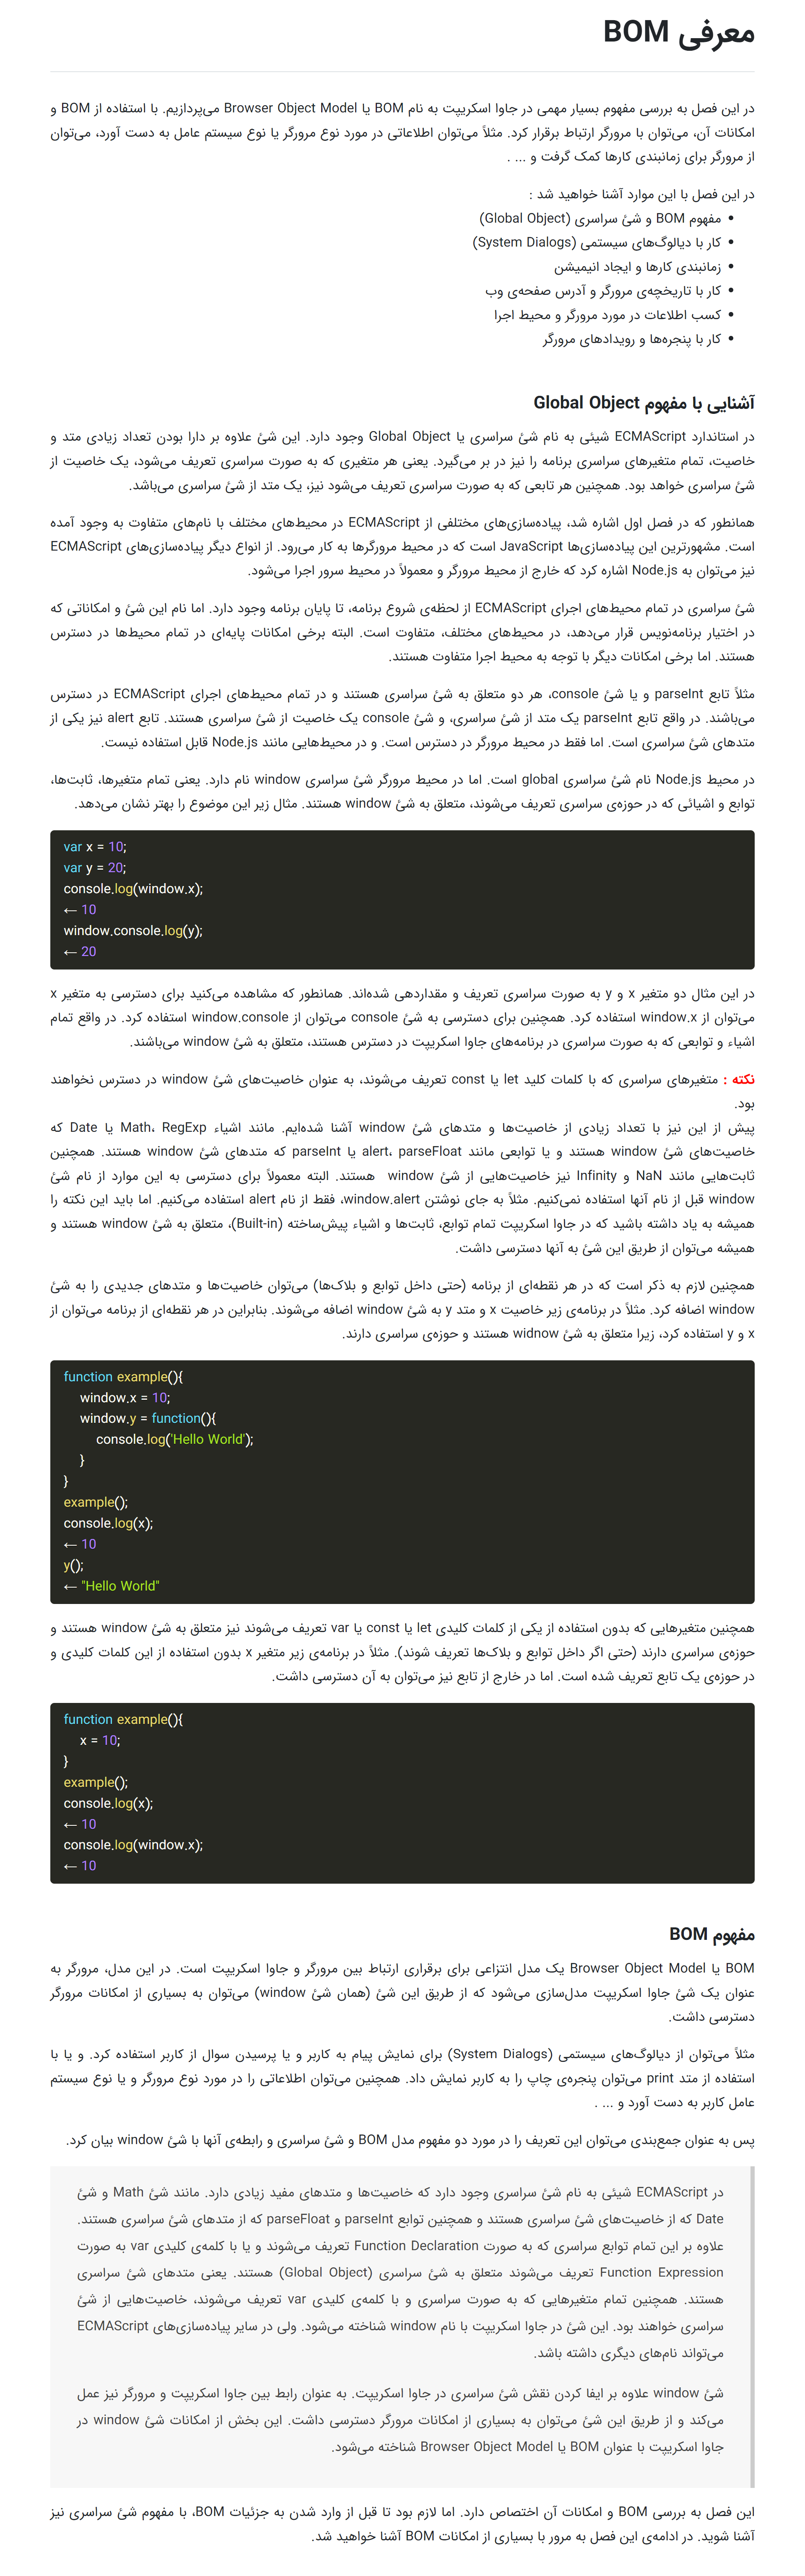 معرفی BOM
در این فصل به بررسی مفهوم بسیار مهمی در جاوا اسکریپت به نام BOM یا Browser Object Model می‌پردازیم. با استفاده از BOM و
امکانات آن، می‌توان با مرورگر ارتباط برقرار کرد. مثلاً می‌توان اطلاعاتی در مورد نوع مرورگر یا نوع سیستم عامل به دست آورد، می‌توان
از مرورگر برای زمانبندی کارها کمک گرفت و ... .
در این فصل با این موارد آشنا خواهید شد :
• مفهوم BOM و شئ سراسری (Global Object)
• کار با دیالوگ‌های سیستمی (System Dialogs)
• زمانبندی کارها و ایجاد انیمیشن
• کار با تاریخچه‌ی مرورگر و آدرس صفحه‌ی وب
• کسب اطلاعات در مورد مرورگر و محیط اجرا
• کار با پنجره‌ها و رویدادهای مرورگر
آشنایی با مفهوم Global Object
در استاندارد ECMAScript شیئی به نام شئ سراسری یا Global Object وجود دارد. این شئ علاوه بر دارا بودن تعداد زیادی متد و
خاصیت، تمام متغیرهای سراسری برنامه را نیز در بر می‌گیرد. یعنی هر متغیری که به صورت سراسری تعریف می‌شود، یک خاصیت از
شئ سراسری خواهد بود. همچنین هر تابعی که به صورت سراسری تعریف می‌شود نیز، یک متد از شئ سراسری می‌باشد.
همانطور که در فصل اول اشاره شد، پیاده‌سازی‌های مختلفی از ECMAScript در محیط‌های مختلف با نام‌های متفاوت به وجود آمده
است. مشهورترین این پیاده‌سازی‌ها JavaScript است که در محیط مرورگرها به کار می‌رود. از انواع دیگر پیاده‌سازی‌های ECMAScript
نیز می‌توان به Node.js اشاره کرد که خارج از محیط مرورگر و معمولاً در محیط سرور اجرا می‌شود.
شئ سراسری در تمام محیط‌های اجرای ECMAScript از لحظه‌ی شروع برنامه، تا پایان برنامه وجود دارد. اما نام این شئ و امکاناتی که
در اختیار برنامه‌نویس قرار می‌دهد، در محیط‌های مختلف، متفاوت است. البته برخی امکانات پایه‌ای در تمام محیط‌ها در دسترس
هستند. اما برخی امکانات دیگر با توجه به محیط اجرا متفاوت هستند.
مثلاً تابع parseInt و یا شئ console، هر دو متعلق به شئ سراسری هستند و در تمام محیط‌های اجرای ECMAScript در دسترس
می‌باشند. در واقع تابع parseInt یک متد از شئ سراسری، و شئ console یک خاصیت از شئ سراسری هستند. تابع alert نیز یکی از
متدهای شئ سراسری است. اما فقط در محیط مرورگر در دسترس است. و در محیط‌هایی مانند Node.js قابل استفاده نیست.
در محیط Node.js نام شئ سراسری global است. اما در محیط مرورگر شئ سراسری window نام دارد. یعنی تمام متغیرها، ثابت‌ها،
توابع و اشیائی که در حوزه‌ی سراسری تعریف می‌شوند، متعلق به شئ window هستند. مثال زیر این موضوع را بهتر نشان می‌دهد.
var x = 10;
var y = 20;
console.log(window.x);
← 10
window.console.log(y);
← 20
در این مثال دو متغیر x و y به صورت سراسری تعریف و مقداردهی شده‌اند. همانطور که مشاهده می‌کنید برای دسترسی به متغیر x
می‌توان از window.x استفاده کرد. همچنین برای دسترسی به شئ console می‌توان از window.console استفاده کرد. در واقع تمام
اشیاء و توابعی که به صورت سراسری در برنامه‌های جاوا اسکریپت در دسترس هستند، متعلق به شئ window می‌باشند.
نکته : متغیرهای سراسری که با کلمات کلید let یا const تعریف می‌شوند، به عنوان خاصیت‌های شئ window در دسترس نخواهند
بود.
پیش از این نیز با تعداد زیادی از خاصیت‌ها و متدهای شئ window آشنا شده‌ایم. مانند اشیاء Math، RegExp یا Date که
خاصیت‌های شئ window هستند و یا توابعی مانند alert، parseFloat یا parseInt که متدهای شئ window هستند. همچنین
ثابت‌هایی مانند NaN و Infinity نیز خاصیت‌هایی از شئ window هستند. البته معمولاً برای دسترسی به این موارد از نام شئ
window قبل از نام آنها استفاده نمی‌کنیم. مثلاً به جای نوشتن window.alert، فقط از نام alert استفاده می‌کنیم. اما باید این نکته را
همیشه به یاد داشته باشید که در جاوا اسکریپت تمام توابع، ثابت‌ها و اشیاء پیش‌ساخته (Built-in)، متعلق به شئ window هستند و
همیشه می‌توان از طریق این شئ به آنها دسترسی داشت.
همچنین لازم به ذکر است که در هر نقطه‌ای از برنامه (حتی داخل توابع و بلاک‌ها) می‌توان خاصیت‌ها و متدهای جدیدی را به شئ
window اضافه کرد. مثلاً در برنامه‌ی زیر خاصیت x و متد y به شئ window اضافه می‌شوند. بنابراین در هر نقطه‌ای از برنامه می‌توان از
x و y استفاده کرد، زیرا متعلق به شئ widnow هستند و حوزه‌ی سراسری دارند.
function example(){
window.x = 10;
window.y = function(){
console.log('Hello World');
}
}
example();
console.log(x);
← 10
y();
← "Hello World"
همچنین متغیرهایی که بدون استفاده از یکی از کلمات کلیدی let یا const یا var تعریف می‌شوند نیز متعلق به شئ window هستند و
حوزه‌ی سراسری دارند (حتی اگر داخل توابع و بلاک‌ها تعریف شوند). مثلاً در برنامه‌ی زیر متغیر x بدون استفاده از این کلمات کلیدی و
در حوزه‌ی یک تابع تعریف شده است. اما در خارج از تابع نیز می‌توان به آن دسترسی داشت.
function example(){
x = 10;
}
example();
console.log(x);
← 10
console.log(window.x);
← 10
مفهوم BOM
BOM یا Browser Object Model یک مدل انتزاعی برای برقراری ارتباط بین مرورگر و جاوا اسکریپت است. در این مدل، مرورگر به
عنوان یک شئ جاوا اسکریپت مدل‌سازی می‌شود که از طریق این شئ (همان شئ window) می‌توان به بسیاری از امکانات مرورگر
دسترسی داشت.
مثلاً می‌توان از دیالوگ‌های سیستمی (System Dialogs) برای نمایش پیام به کاربر و یا پرسیدن سوال از کاربر استفاده کرد. و یا با
استفاده از متد print می‌توان پنجره‌ی چاپ را به کاربر نمایش داد. همچنین می‌توان اطلاعاتی را در مورد نوع مرورگر و یا نوع سیستم
عامل کاربر به دست آورد و ... .
پس به عنوان جمع‌بندی می‌توان این تعریف را در مورد دو مفهوم مدل BOM و شئ سراسری و رابطه‌ی آنها با شئ window بیان کرد.
در ECMAScript شیئی به نام شئ سراسری وجود دارد که خاصیت‌ها و متدهای مفید زیادی دارد. مانند شئ Math و شئ
Date که از خاصیت‌های شئ سراسری هستند و همچنین توابع parseInt و parseFloat که از متدهای شئ سراسری هستند.
علاوه بر این تمام توابع سراسری که به صورت Function Declaration تعریف می‌شوند و یا با کلمه‌ی کلیدی var به صورت
Function Expression تعریف می‌شوند متعلق به شئ سراسری (Global Object) هستند. یعنی متدهای شئ سراسری
هستند. همچنین تمام متغیرهایی که به صورت سراسری و با کلمه‌ی کلیدی var تعریف می‌شوند، خاصیت‌هایی از شئ
سراسری خواهند بود. این شئ در جاوا اسکریپت با نام window شناخته می‌شود. ولی در سایر پیاده‌سازی‌های ECMAScript
می‌تواند نام‌های دیگری داشته باشد.
شئ window علاوه بر ایفا کردن نقش شئ سراسری در جاوا اسکریپت. به عنوان رابط بین جاوا اسکریپت و مرورگر نیز عمل
می‌کند و از طریق این شئ می‌توان به بسیاری از امکانات مرورگر دسترسی داشت. این بخش از امکانات شئ window در
جاوا اسکریپت با عنوان BOM یا Browser Object Model شناخته می‌شود.
این فصل به بررسی BOM و امکانات آن اختصاص دارد. اما لازم بود تا قبل از وارد شدن به جزئیات BOM، با مفهوم شئ سراسری نیز
آشنا شوید. در ادامه‌ی این فصل به مرور با بسیاری از امکانات BOM آشنا خواهید شد.